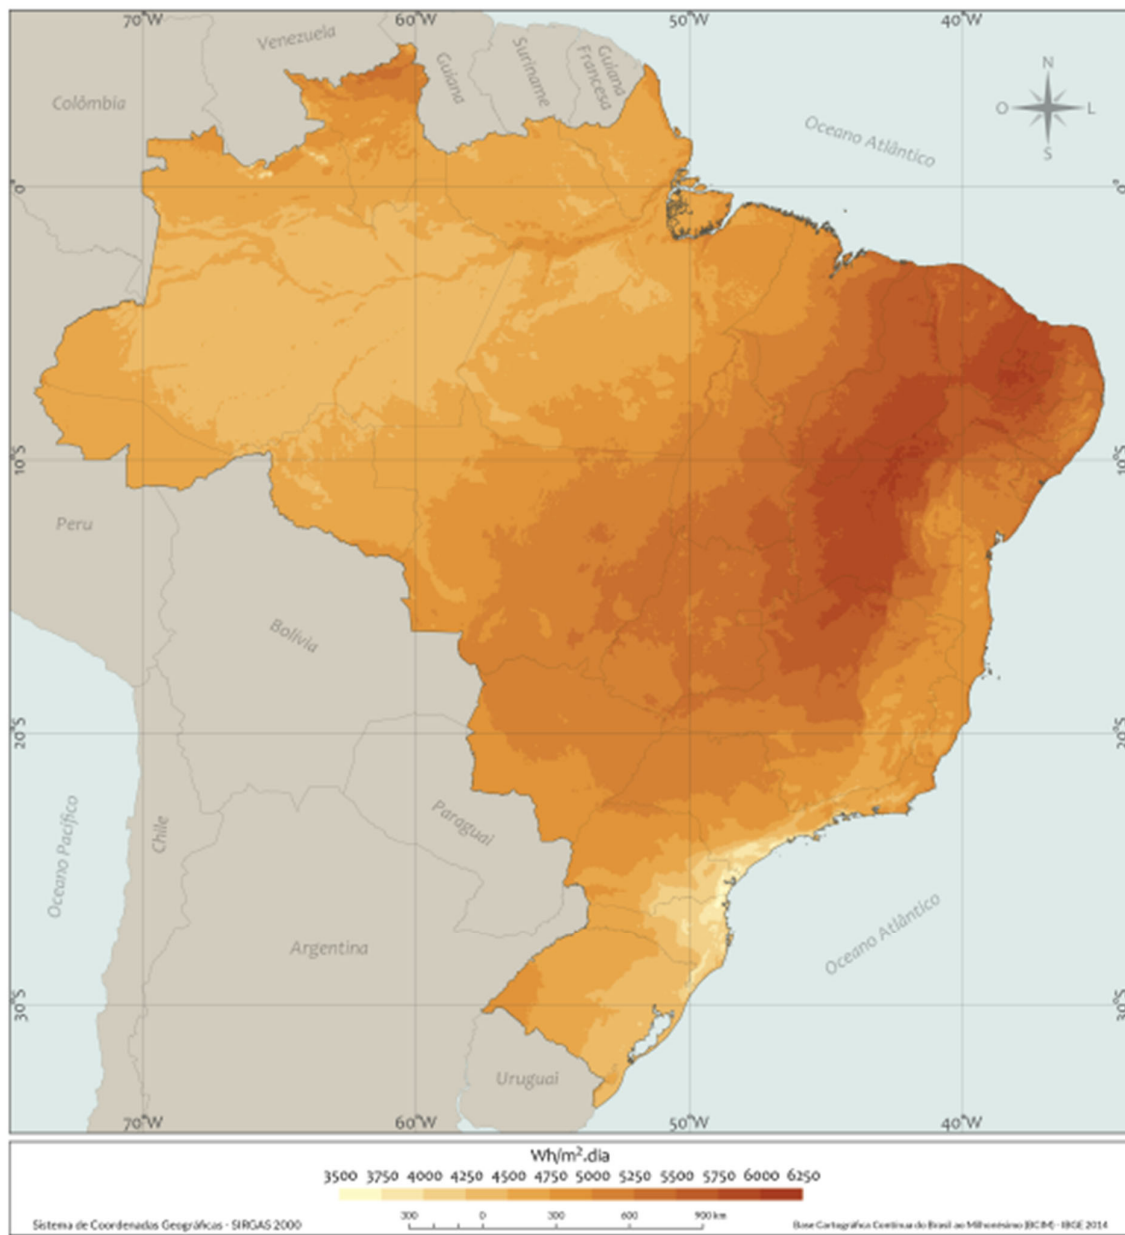 70°W 60°W 50°W 40°W
Venezuela
Guiana
Suriname
Guiana
Francesa
Colômbia
N
O L
S
Oceano Atlântico
0° 0°
10°S 10°S
Peru
Bolívia
20°S 20°S
Oceano Pacífico
Chile
Paraguai
Argentina
Oceano Atlântico
30°S 30°S
Uruguai
70°W 60°W 50°W 40°W
Wh/m².dia
3500 3750 4000 4250 4500 4750 5000 5250 5500 5750 6000 6250
300 0 300 600 900 km
Sistema de Coordenadas Geográficas - SIRGAS 2000
Base Cartográfica Contínua do Brasil ao Milionésimo (BCIM) - IBGE 2014